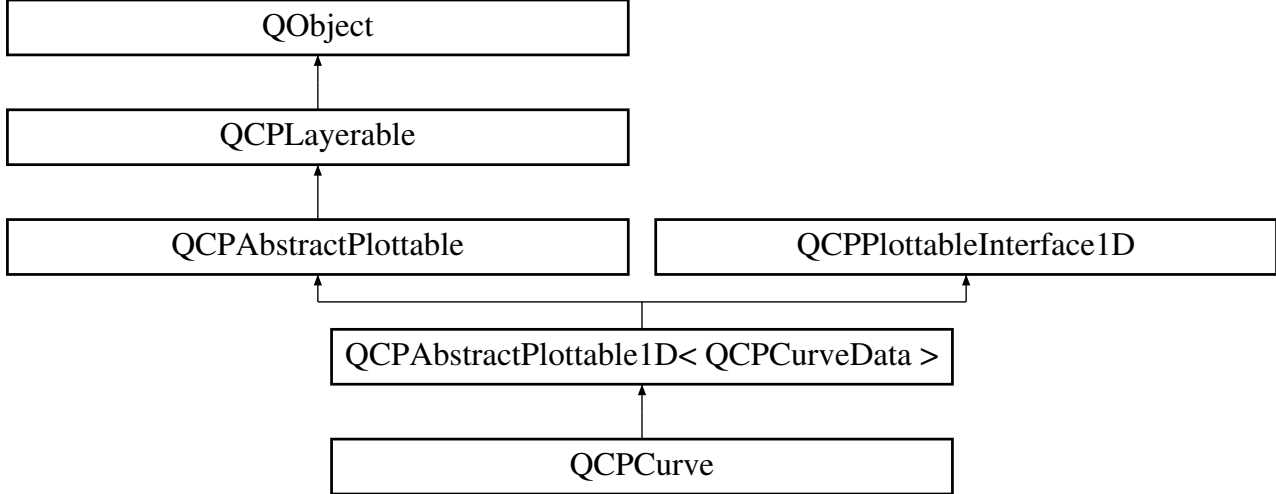 QObject
QCPLayerable
QCPAbstractPlottable
QCPPlottableInterface1D
QCPAbstractPlottable1D< QCPCurveData >
QCPCurve